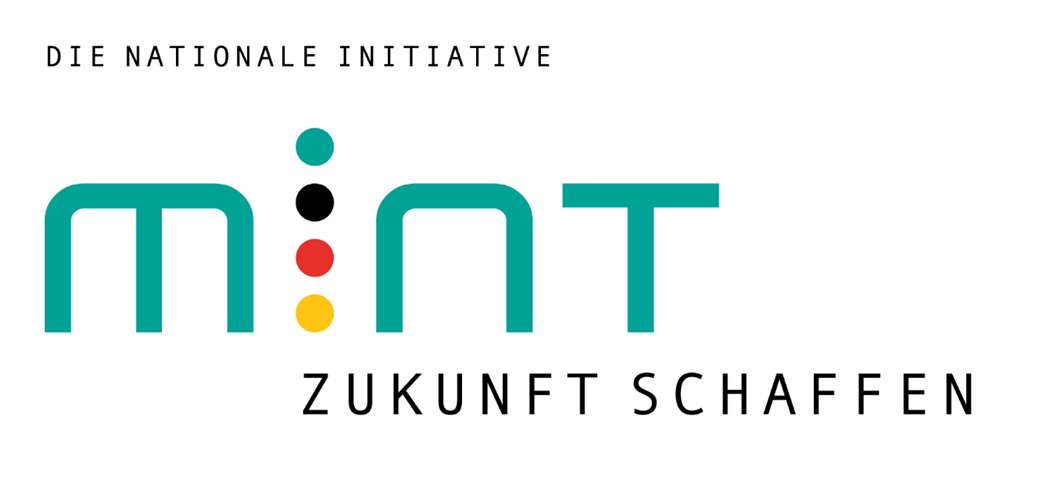 DIE NATIONALE INITIATIVE
mint
ZUKUNFT SCHAFFEN